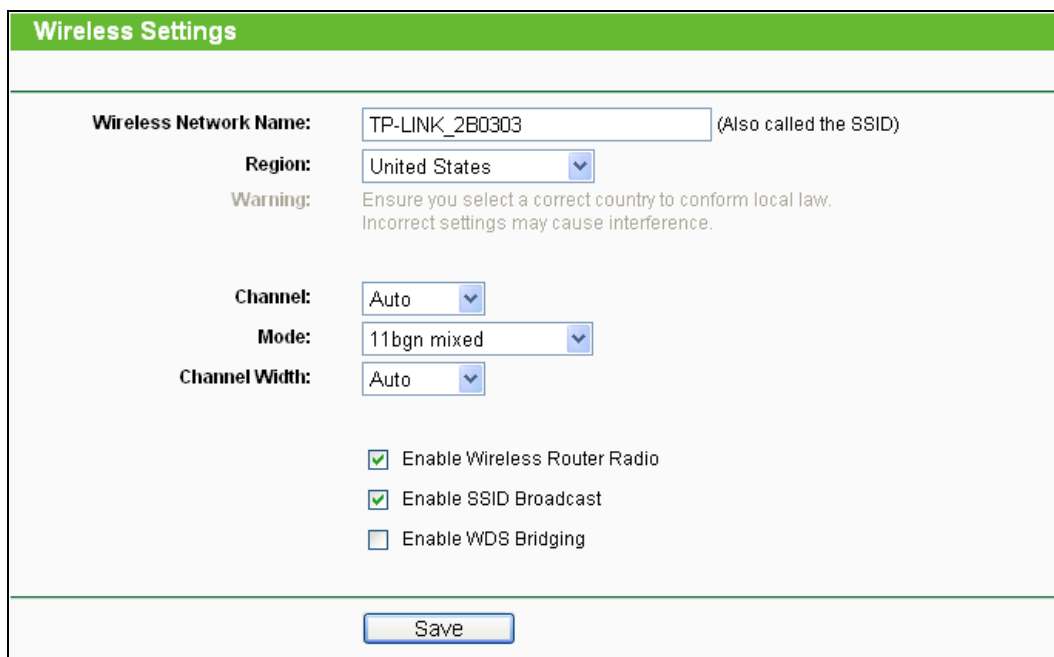 Wireless Settings
Wireless Network Name: TP-LINK_2B0303 (Also called the SSID)
Region: United States
Warning: Ensure you select a correct country to conform local law.
Incorrect settings may cause interference.
Channel: Auto
Mode: 11bgn mixed
Channel Width: Auto
Enable Wireless Router Radio
Enable SSID Broadcast
Enable WDS Bridging
Save